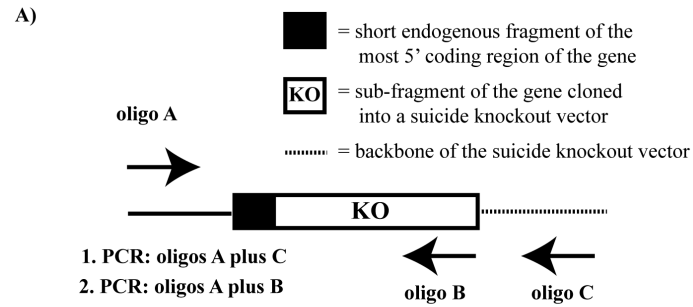 A)
= short endogenous fragment of the
most 5' coding region of the gene
KO = sub-fragment of the gene cloned
into a suicide knockout vector
oligo A
= backbone of the suicide knockout vector
KO
1. PCR: oligos A plus C
2. PCR: oligos A plus B
oligo B
oligo C